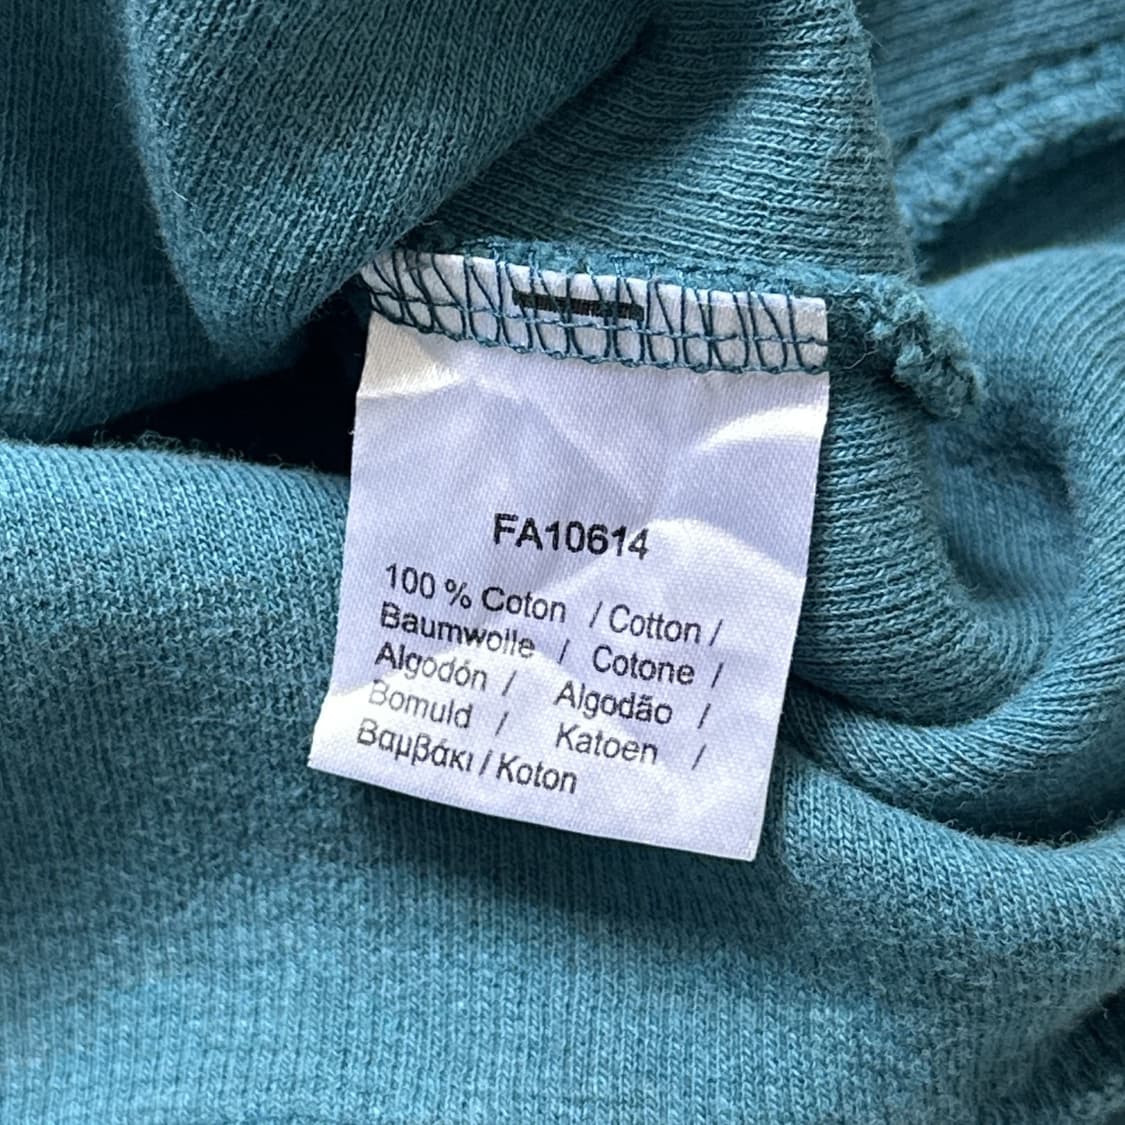 FA10614
100 % Coton / Cotton /
Baumwolle / Cotone /
Algodón / Algodão /
Bomuld / Katoen /
Βαμβάκι / Koton